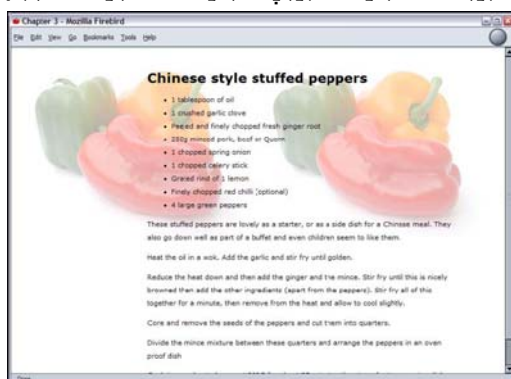 Chapter 3 - Mozilla Firebird
File Edit View Go Bookmarks Tools Help
Chinese style stuffed peppers
1 tablespoon of oil
1 crushed garlic clove
Peeled and finely chopped fresh ginger root
250g minced pork, beef or Quorn
1 chopped spring onion
1 chopped celery stick
Grated rind of 1 lemon
Finely chopped red chilli (optional)
4 large green peppers
These stuffed peppers are lovely as a starter, or as a side dish for a Chinese meal. They
also go down well as part of a buffet and even children seem to like them.
Heat the oil in a wok. Add the garlic and stir fry until golden.
Reduce the heat down and then add the ginger and the mince. Stir fry until this is nicely
browned then add the other ingredients (apart from the peppers). Stir fry all of this
together for a minute, then remove from the heat and allow to cool slightly.
Core and remove the seeds of the peppers and cut them into quarters.
Divide the mince mixture between these quarters and arrange the peppers in an oven
proof dish